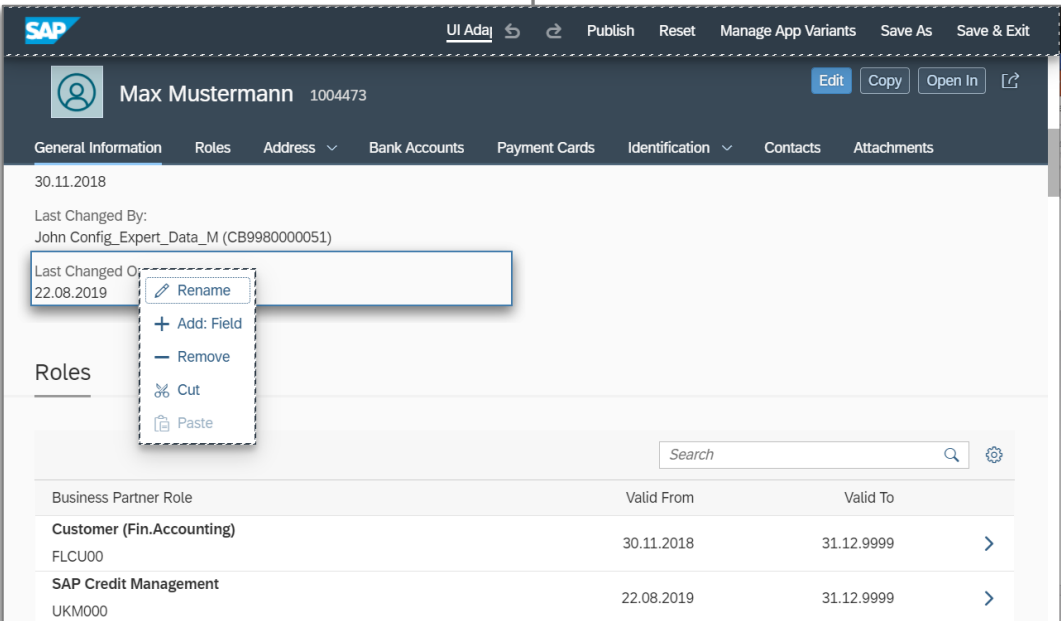 SAP
UI Adap Publish Reset Manage App Variants Save As Save & Exit
Max Mustermann 1004473 Edit Copy Open In
General Information Roles Address Bank Accounts Payment Cards Identification Contacts Attachments
30.11.2018
Last Changed By:
John Config_Expert_Data_M (CB9980000051)
Last Changed O
22.08.2019
Rename
Add: Field
Remove
Cut
Paste
Roles
Search
Business Partner Role Valid From Valid To
Customer (Fin.Accounting)
FLCU00 30.11.2018 31.12.9999
SAP Credit Management
UKM000 22.08.2019 31.12.9999